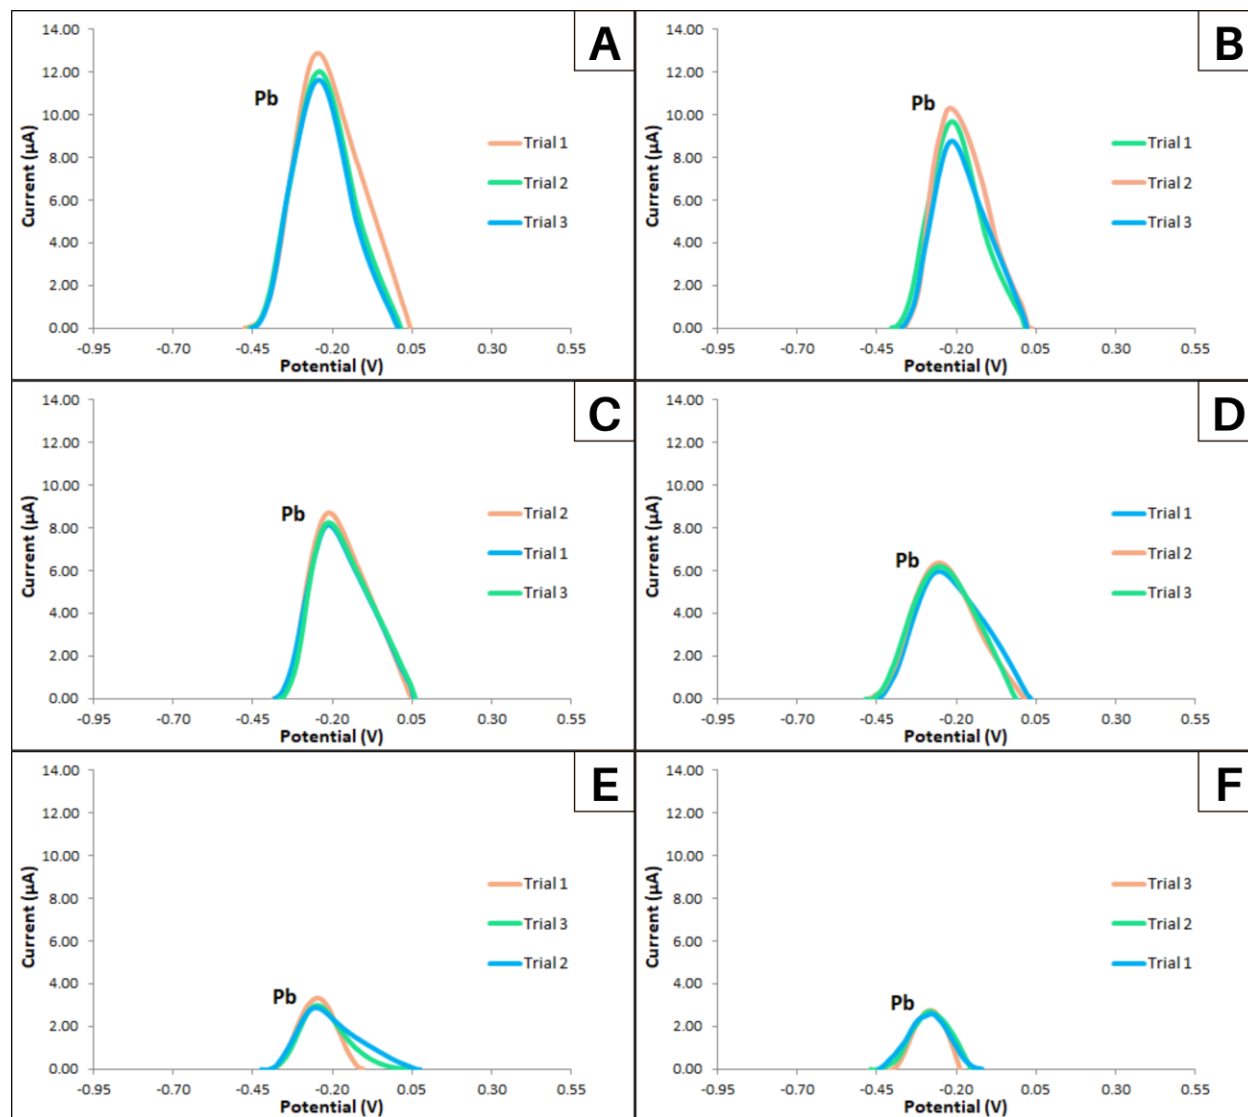 A
14.00
12.00
10.00
8.00
6.00
4.00
2.00
0.00
Current (μA)
Pb
Trial 1
Trial 2
Trial 3
-0.95 -0.70 -0.45 -0.20 0.05 0.30 0.55
Potential (V)
B
14.00
12.00
10.00
8.00
6.00
4.00
2.00
0.00
Current (μA)
Pb
Trial 1
Trial 2
Trial 3
-0.95 -0.70 -0.45 -0.20 0.05 0.30 0.55
Potential (V)
C
14.00
12.00
10.00
8.00
6.00
4.00
2.00
0.00
Current (μA)
Pb
Trial 2
Trial 1
Trial 3
-0.95 -0.70 -0.45 -0.20 0.05 0.30 0.55
Potential (V)
D
14.00
12.00
10.00
8.00
6.00
4.00
2.00
0.00
Current (μA)
Pb
Trial 1
Trial 2
Trial 3
-0.95 -0.70 -0.45 -0.20 0.05 0.30 0.55
Potential (V)
E
14.00
12.00
10.00
8.00
6.00
4.00
2.00
0.00
Current (μA)
Pb
Trial 1
Trial 3
Trial 2
-0.95 -0.70 -0.45 -0.20 0.05 0.30 0.55
Potential (V)
F
14.00
12.00
10.00
8.00
6.00
4.00
2.00
0.00
Current (μA)
Pb
Trial 3
Trial 2
Trial 1
-0.95 -0.70 -0.45 -0.20 0.05 0.30 0.55
Potential (V)